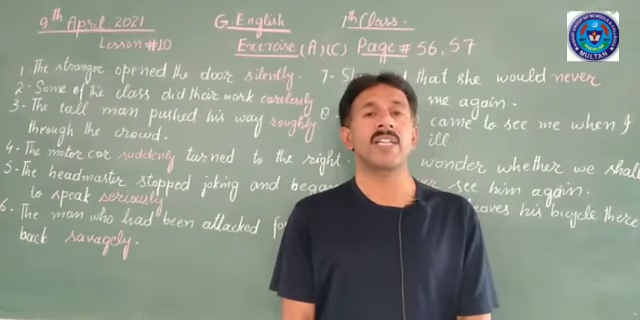 9th April 2021 G. English 7th Class.
Lesson #10 Exercise (A)(C) Page # 56, 57
1. The stranger opened the door silently.
2. Some of the class did their work carelessly
3. The tall man pushed his way roughly
through the crowd.
4. The motor car suddenly turned to the right.
5. The headmaster stopped joking and began
to speak seriously
6. The man who had been attacked
back savagely.
7- that she would never
me again.
came to see me when I
ill
wonder whether we shall
see him again.
leaves his bicycle there
GROUP OF SCHOOLS &
MULTAN